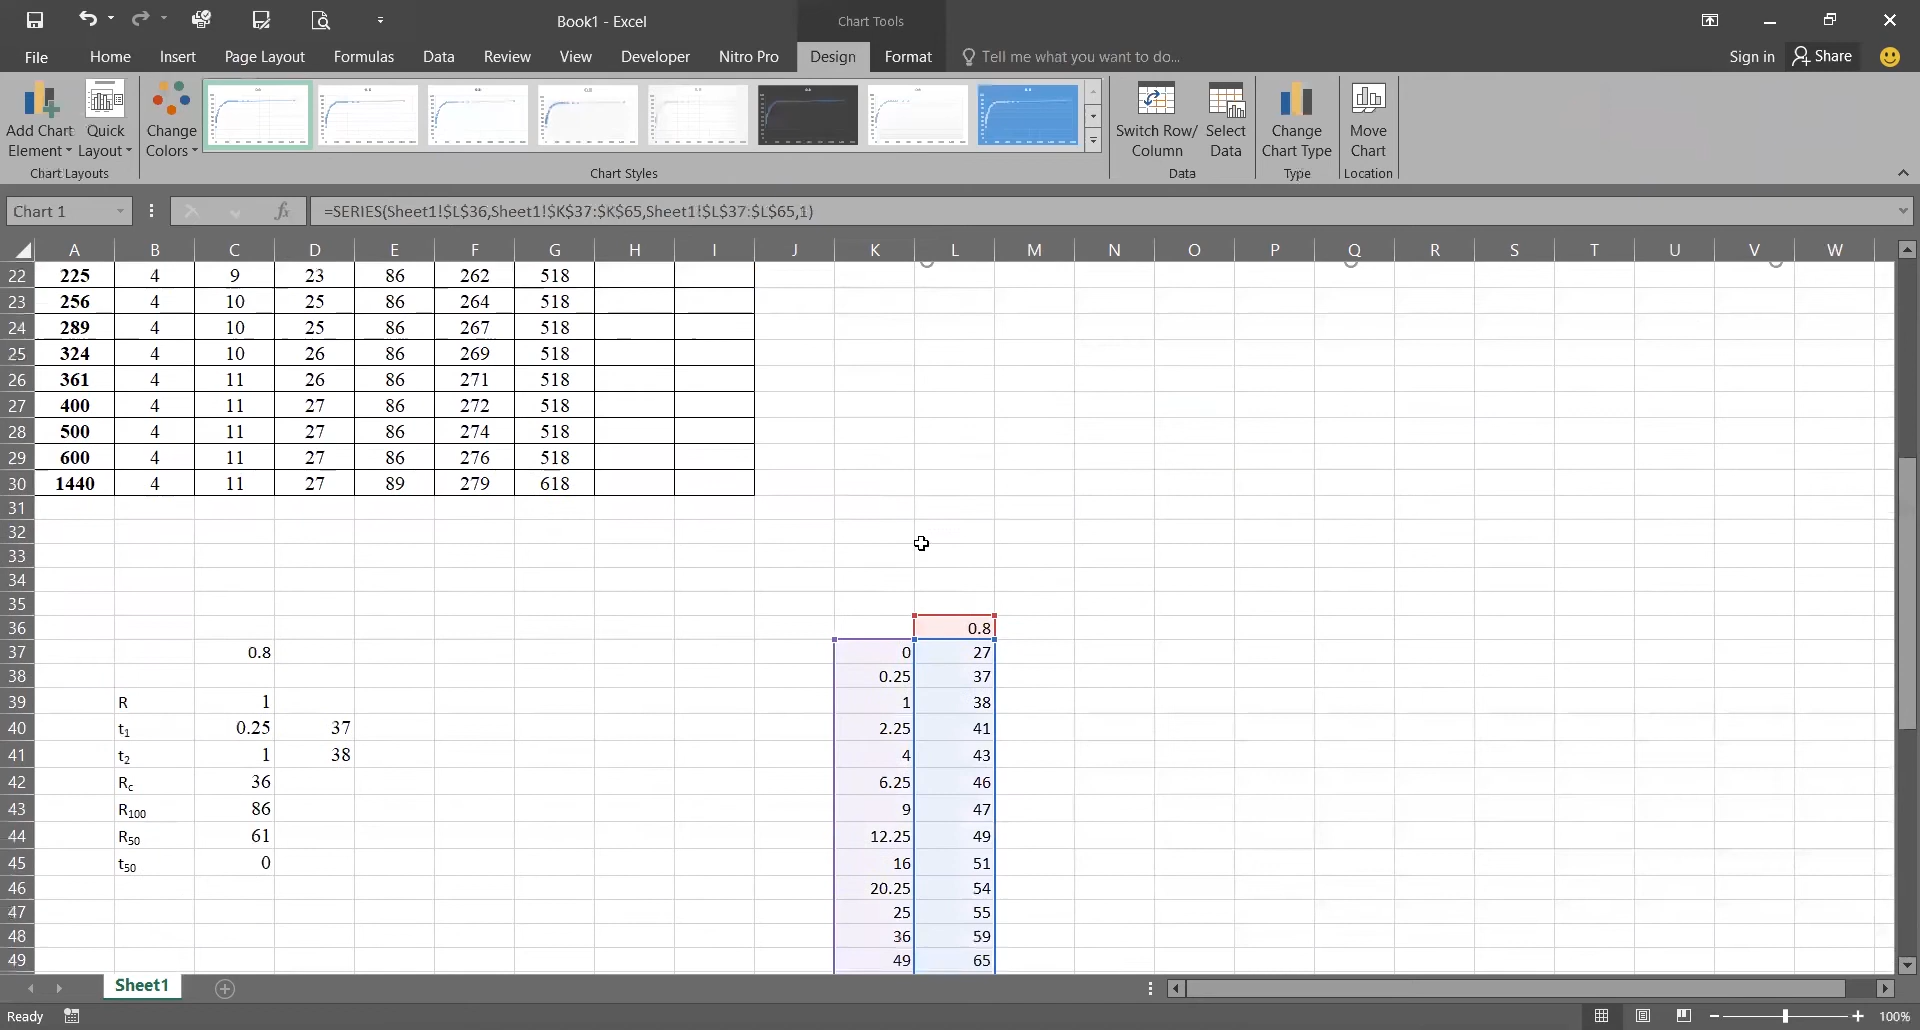 Book1 - Excel
Chart Tools
File Home Insert Page Layout Formulas Data Review View Developer Nitro Pro Design Format Tell me what you want to do... Sign in Share
Add Chart Element Quick Layout Change Colors Switch Row/ Column Select Data Change Chart Type Move Chart
Chart Layouts Chart Styles Data Type Location
Chart 1 fx =SERIES(Sheet1!$L$36,Sheet1!$K$37:$K$65,Sheet1!$L$37:$L$65,1)
A B C D E F G H I J K L M N O P Q R S T U V W
22 225 4 9 23 86 262 518
23 256 4 10 25 86 264 518
24 289 4 10 25 86 267 518
25 324 4 10 26 86 269 518
26 361 4 11 26 86 271 518
27 400 4 11 27 86 272 518
28 500 4 11 27 86 274 518
29 600 4 11 27 86 276 518
30 1440 4 11 27 89 279 618
31
32
33
34
35
36 0.8
37 0.8 0 27
38 0.25 37
39 R 1 1 38
40 t1 0.25 37 2.25 41
41 t2 1 38 4 43
42 Rc 36 6.25 46
43 R100 86 9 47
44 R50 61 12.25 49
45 t50 0 16 51
46 20.25 54
47 25 55
48 36 59
49 49 65
Sheet1
Ready 100%